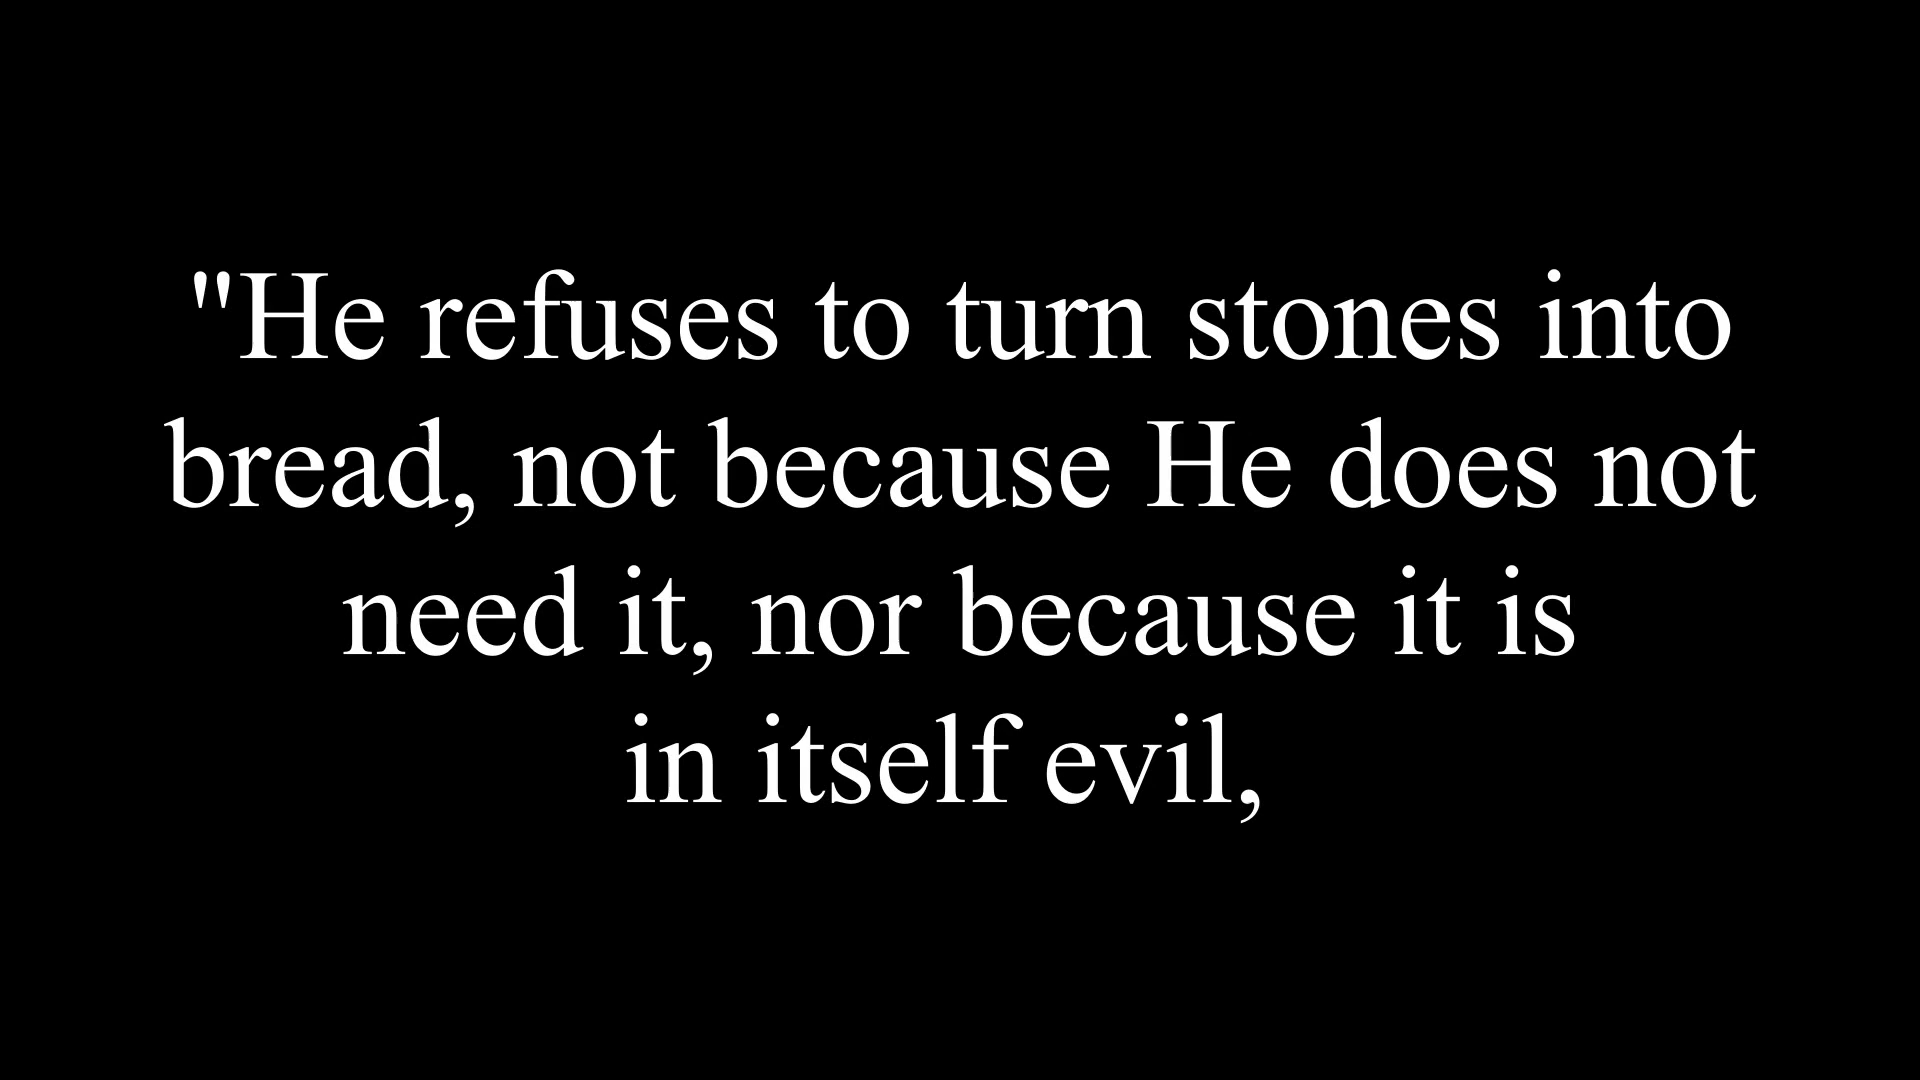 "He refuses to turn stones into
bread, not because He does not
need it, nor because it is
in itself evil,